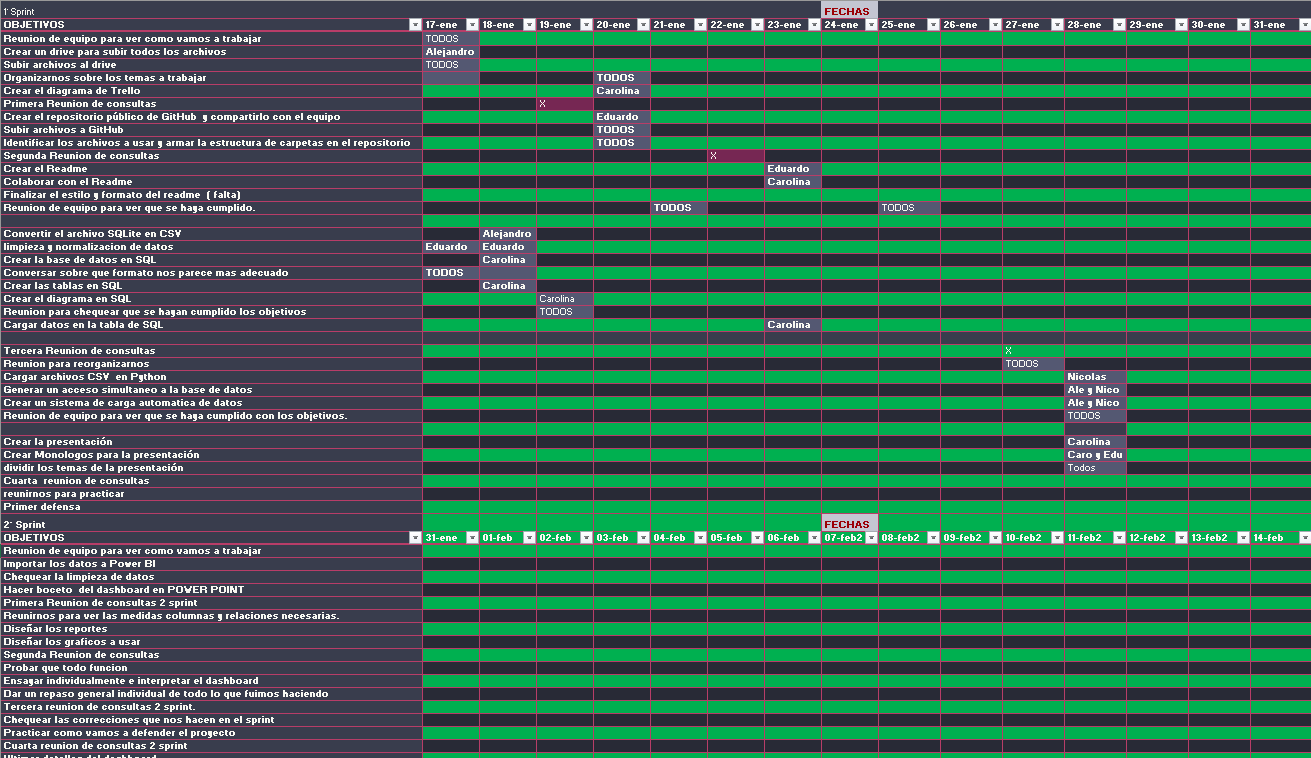 1° Sprint FECHAS
OBJETIVOS 17-ene 18-ene 19-ene 20-ene 21-ene 22-ene 23-ene 24-ene 25-ene 26-ene 27-ene 28-ene 29-ene 30-ene 31-ene
Reunion de equipo para ver como vamos a trabajar TODOS
Crear un drive para subir todos los archivos Alejandro
Subir archivos al drive TODOS
Organizarnos sobre los temas a trabajar TODOS
Crear el diagrama de Trello Carolina
Primera Reunion de consultas X
Crear el repositorio público de GitHub y compartirlo con el equipo Eduardo
Subir archivos a GitHub TODOS
Identificar los archivos a usar y armar la estructura de carpetas en el repositorio TODOS
Segunda Reunion de consultas X
Crear el Readme Eduardo
Colaborar con el Readme Carolina
Finalizar el estilo y formato del readme ( falta)
Reunion de equipo para ver que se haya cumplido. TODOS TODOS
Convertir el archivo SQLite en CSV Alejandro
limpieza y normalizacion de datos Eduardo Eduardo
Crear la base de datos en SQL Carolina
Conversar sobre que formato nos parece mas adecuado TODOS
Crear las tablas en SQL Carolina
Crear el diagrama en SQL Carolina
Reunion para chequear que se hayan cumplido los objetivos TODOS
Cargar datos en la tabla de SQL Carolina
Tercera Reunion de consultas X
Reunion para reorganizarnos TODOS
Cargar archivos CSV en Python Nicolas
Generar un acceso simultaneo a la base de datos Ale y Nico
Crear un sistema de carga automatica de datos Ale y Nico
Reunion de equipo para ver que se haya cumplido con los objetivos. TODOS
Crear la presentación Carolina
Crear Monologos para la presentación Caro y Edu
dividir los temas de la presentación Todos
Cuarta reunion de consultas
reunirnos para practicar
Primer defensa
2° Sprint FECHAS
OBJETIVOS 31-ene 01-feb 02-feb 03-feb 04-feb 05-feb 06-feb 07-feb2 08-feb2 09-feb2 10-feb2 11-feb2 12-feb2 13-feb2 14-feb
Reunion de equipo para ver como vamos a trabajar
Importar los datos a Power BI
Chequear la limpieza de datos
Hacer boceto del dashboard en POWER POINT
Primera Reunion de consultas 2 sprint
Reunirnos para ver las medidas columnas y relaciones necesarias.
Diseñar los reportes
Diseñar los graficos a usar
Segunda Reunion de consultas
Probar que todo funcion
Ensayar individualmente e interpretar el dashboard
Dar un repaso general individual de todo lo que fuimos haciendo
Tercera reunion de consultas 2 sprint.
Chequear las correcciones que nos hacen en el sprint
Practicar como vamos a defender el proyecto
Cuarta reunion de consultas 2 sprint